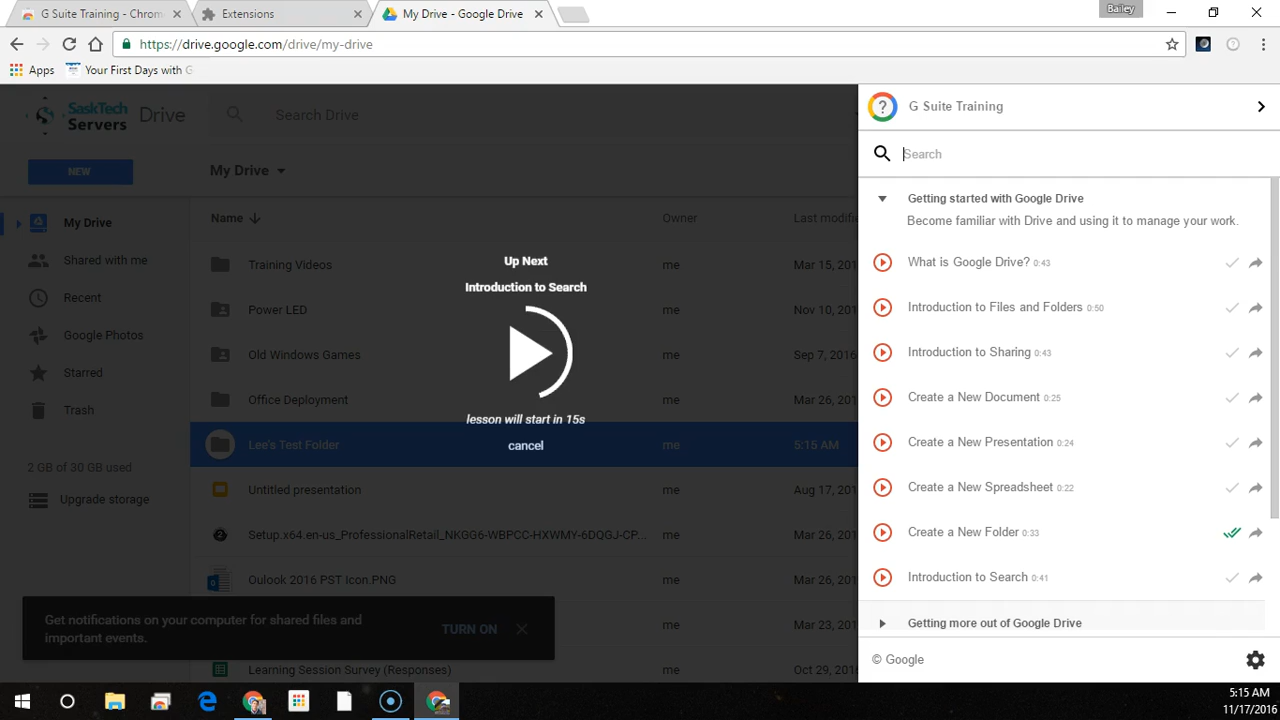 G Suite Training - Chrom
Extensions
My Drive - Google Drive
Bailey
https://drive.google.com/drive/my-drive
Apps
Your First Days with G
SaskTech
Servers
Drive
Search Drive
NEW
My Drive
My Drive
Shared with me
Recent
Google Photos
Starred
Trash
2 GB of 30 GB used
Upgrade storage
Name Owner Last modifie
Training Videos me Mar 15, 201
Power LED me Nov 10, 20
Old Windows Games me Sep 7, 2016
Office Deployment me Mar 26, 201
Lee's Test Folder me 5:15 AM
Untitled presentation me Aug 17, 201
Setup.x64.en-us_ProfessionalRetail_NKGG6-WBPCC-HXWMY-6DQGJ-CP... me Mar 26, 201
Oulook 2016 PST Icon.PNG me Mar 26, 201
me Mar 23, 201
Learning Session Survey (Responses) me Oct 29, 2016
Up Next
Introduction to Search
lesson will start in 15s
cancel
Get notifications on your computer for shared files and
important events.
TURN ON
G Suite Training
Search
Getting started with Google Drive
Become familiar with Drive and using it to manage your work.
What is Google Drive? 0:43
Introduction to Files and Folders 0:50
Introduction to Sharing 0:43
Create a New Document 0:25
Create a New Presentation 0:24
Create a New Spreadsheet 0:22
Create a New Folder 0:33
Introduction to Search 0:41
Getting more out of Google Drive
© Google
5:15 AM
11/17/2016